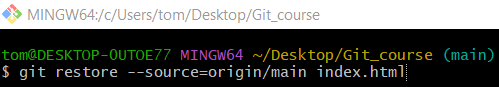 MINGW64:/c/Users/tom/Desktop/Git_course
tom@DESKTOP-OUTOE77 MINGW64 ~/Desktop/Git_course (main)
$ git restore --source=origin/main index.html